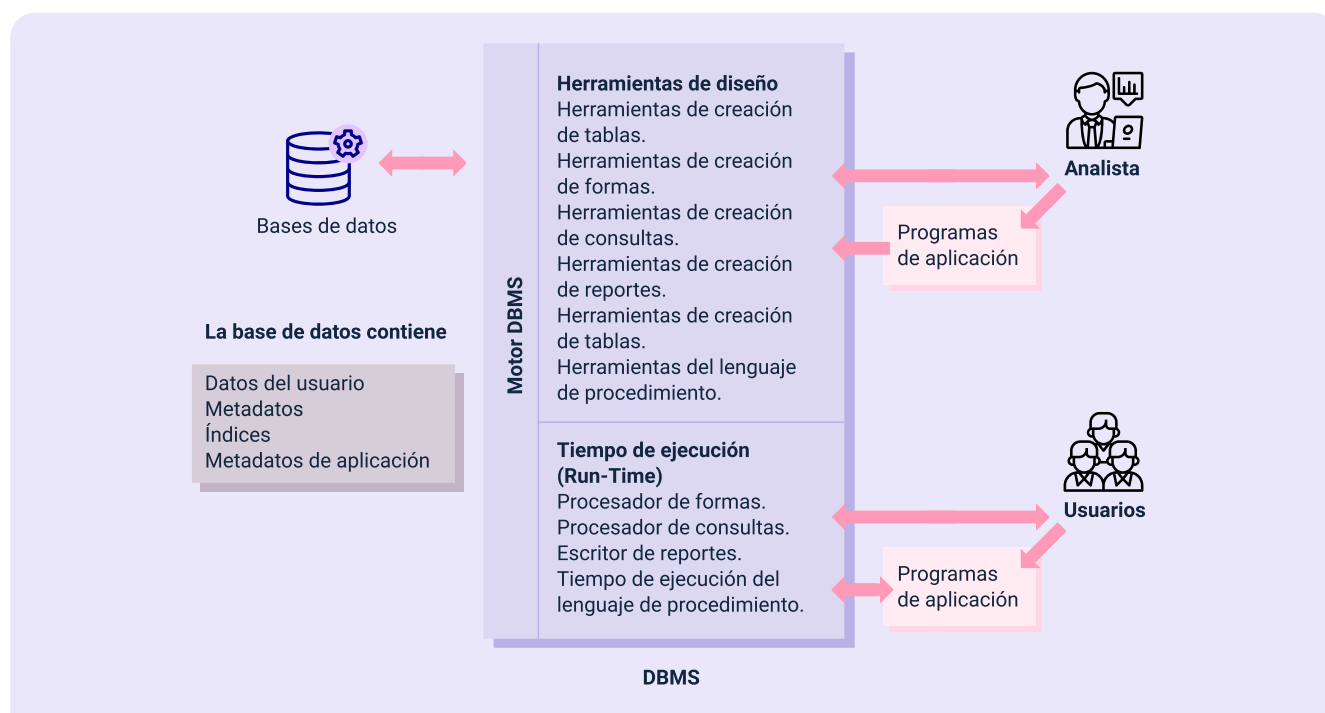 Bases de datos
La base de datos contiene
Datos del usuario
Metadatos
Índices
Metadatos de aplicación
Motor DBMS
Herramientas de diseño
Herramientas de creación
de tablas.
Herramientas de creación
de formas.
Herramientas de creación
de consultas.
Herramientas de creación
de reportes.
Herramientas de creación
de tablas.
Herramientas del lenguaje
de procedimiento.
Tiempo de ejecución
(Run-Time)
Procesador de formas.
Procesador de consultas.
Escritor de reportes.
Tiempo de ejecución del
lenguaje de procedimiento.
Analista
Programas
de aplicación
Usuarios
Programas
de aplicación
DBMS